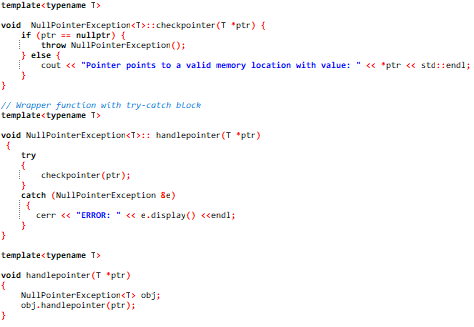 template<typename T>
void  NullPointerException<T>::checkpointer(T *ptr) {
    if (ptr == nullptr) {
        throw NullPointerException();
    } else {
        cout << "Pointer points to a valid memory location with value: " << *ptr << std::endl;
    }
}
// Wrapper function with try-catch block
template<typename T>
void NullPointerException<T>:: handlepointer(T *ptr)
 {
    try
    {
        checkpointer(ptr);
    }
    catch (NullPointerException &e)
     {
       cerr << "ERROR: " << e.display() <<endl;
    }
}
template<typename T>
void handlepointer(T *ptr)
{
    NullPointerException<T> obj;
    obj.handlepointer(ptr);
}